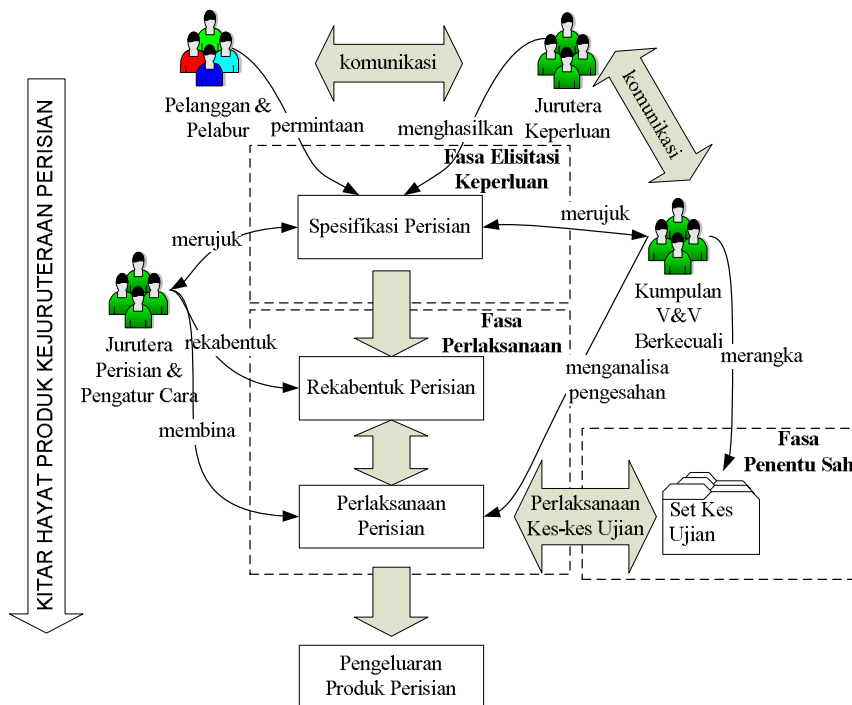 komunikasi
Pelanggan &
Pelabur
Jurutera
Keperluan
komunikasi
permintaan
menghasilkan
Fasa Elisitasi
Keperluan
Spesifikasi Perisian
merujuk
merujuk
Kumpulan
V&V
Berkecuali
Jurutera
Perisian &
Pengatur Cara
rekabentuk
Fasa
Perlaksanaan
Rekabentuk Perisian
menganalisa
pengesahan
merangka
membina
Fasa
Penentu Sah
Perlaksanaan
Perisian
Perlaksanaan
Kes-kes Ujian
Set Kes
Ujian
Pengeluaran
Produk Perisian
KITAR HAYAT PRODUK KEJURUTERAAN PERISIAN